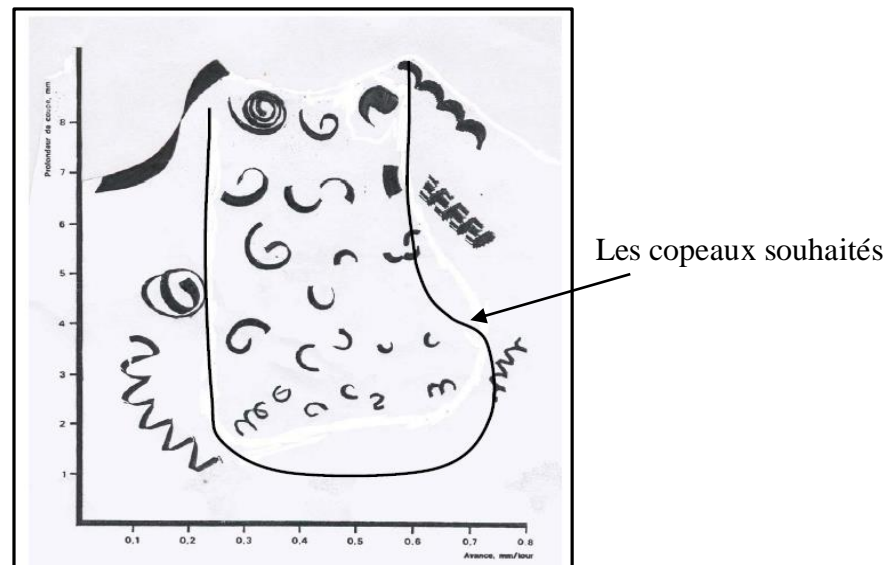 Profondeur de coupe, mm
8
7
6
5
4
3
2
1
0,1 0,2 0,3 0,4 0,5 0,6 0,7 0.8
Avance, mm/tour
Les copeaux souhaités